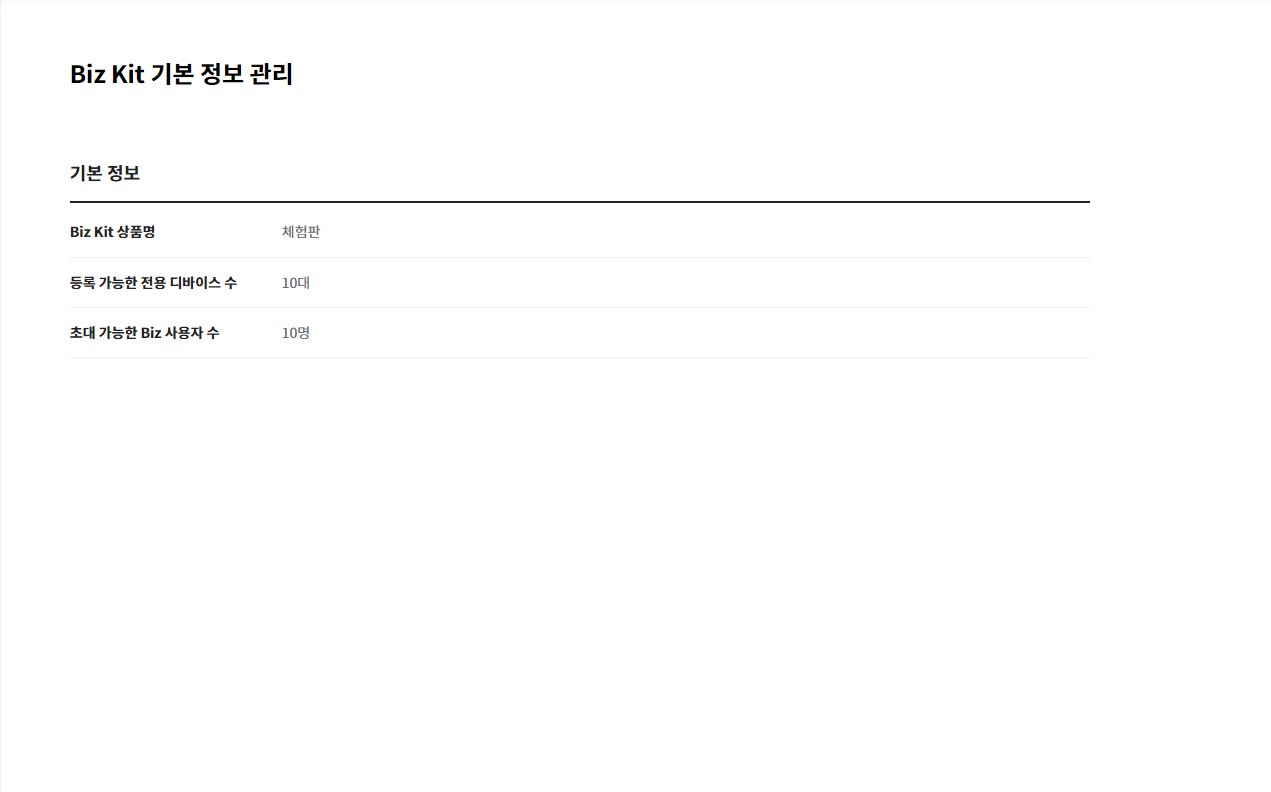 Biz Kit 기본 정보 관리
기본 정보
Biz Kit 상품명 체험판
등록 가능한 전용 디바이스 수 10대
초대 가능한 Biz 사용자 수 10명